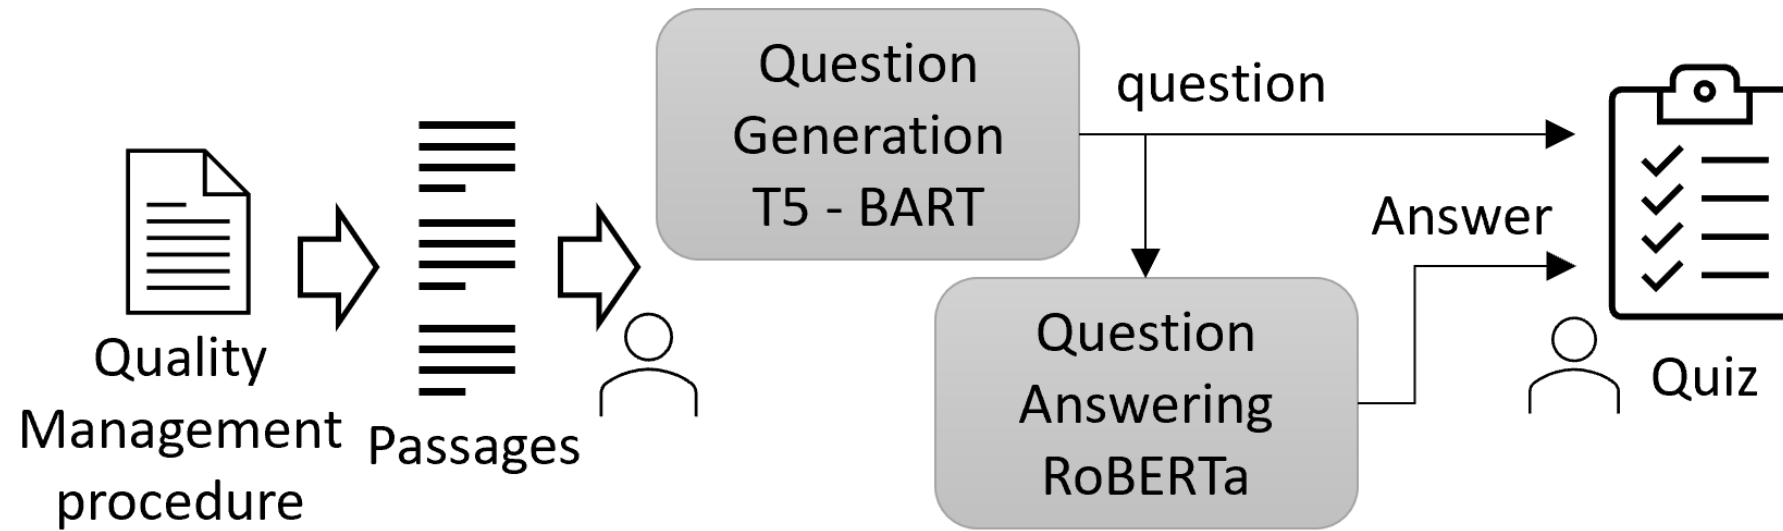 Quality
Management
procedure
Passages
Question
Generation
T5 - BART
question
Question
Answering
RoBERTa
Answer
Quiz